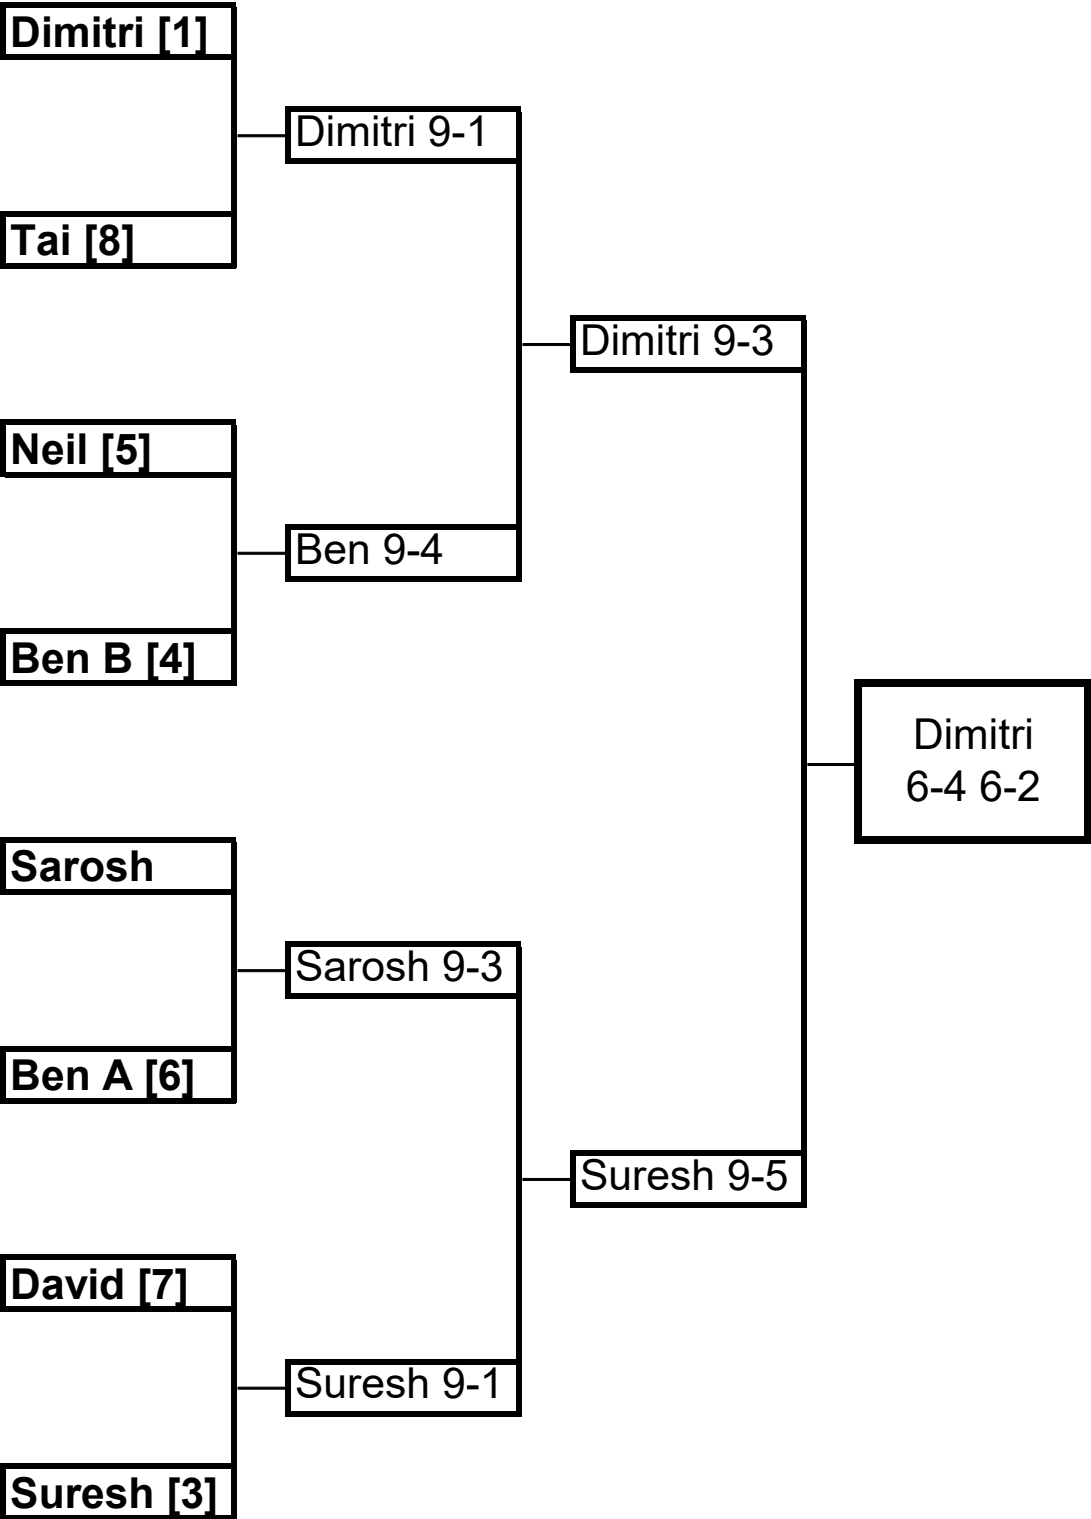 Dimitri [1]
Dimitri 9-1
Tai [8]
Dimitri 9-3
Neil [5]
Ben 9-4
Ben B [4]
Dimitri
6-4 6-2
Sarosh
Sarosh 9-3
Ben A [6]
Suresh 9-5
David [7]
Suresh 9-1
Suresh [3]